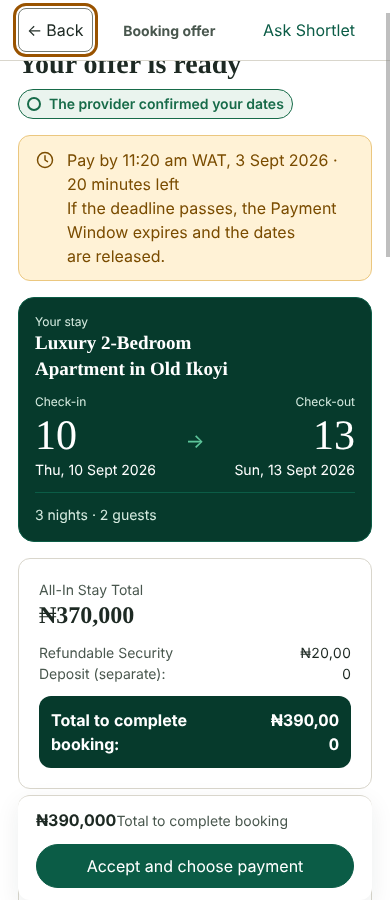 ← Back
Booking offer
Ask Shortlet
Your offer is ready
The provider confirmed your dates
Pay by 11:20 am WAT, 3 Sept 2026 ·
20 minutes left
If the deadline passes, the Payment
Window expires and the dates
are released.
Your stay
Luxury 2-Bedroom
Apartment in Old Ikoyi
Check-in
Check-out
10
→
13
Thu, 10 Sept 2026
Sun, 13 Sept 2026
3 nights · 2 guests
All-In Stay Total
₦370,000
Refundable Security ₦20,00
Deposit (separate): 0
Total to complete ₦390,00
booking: 0
₦390,000Total to complete booking
Accept and choose payment